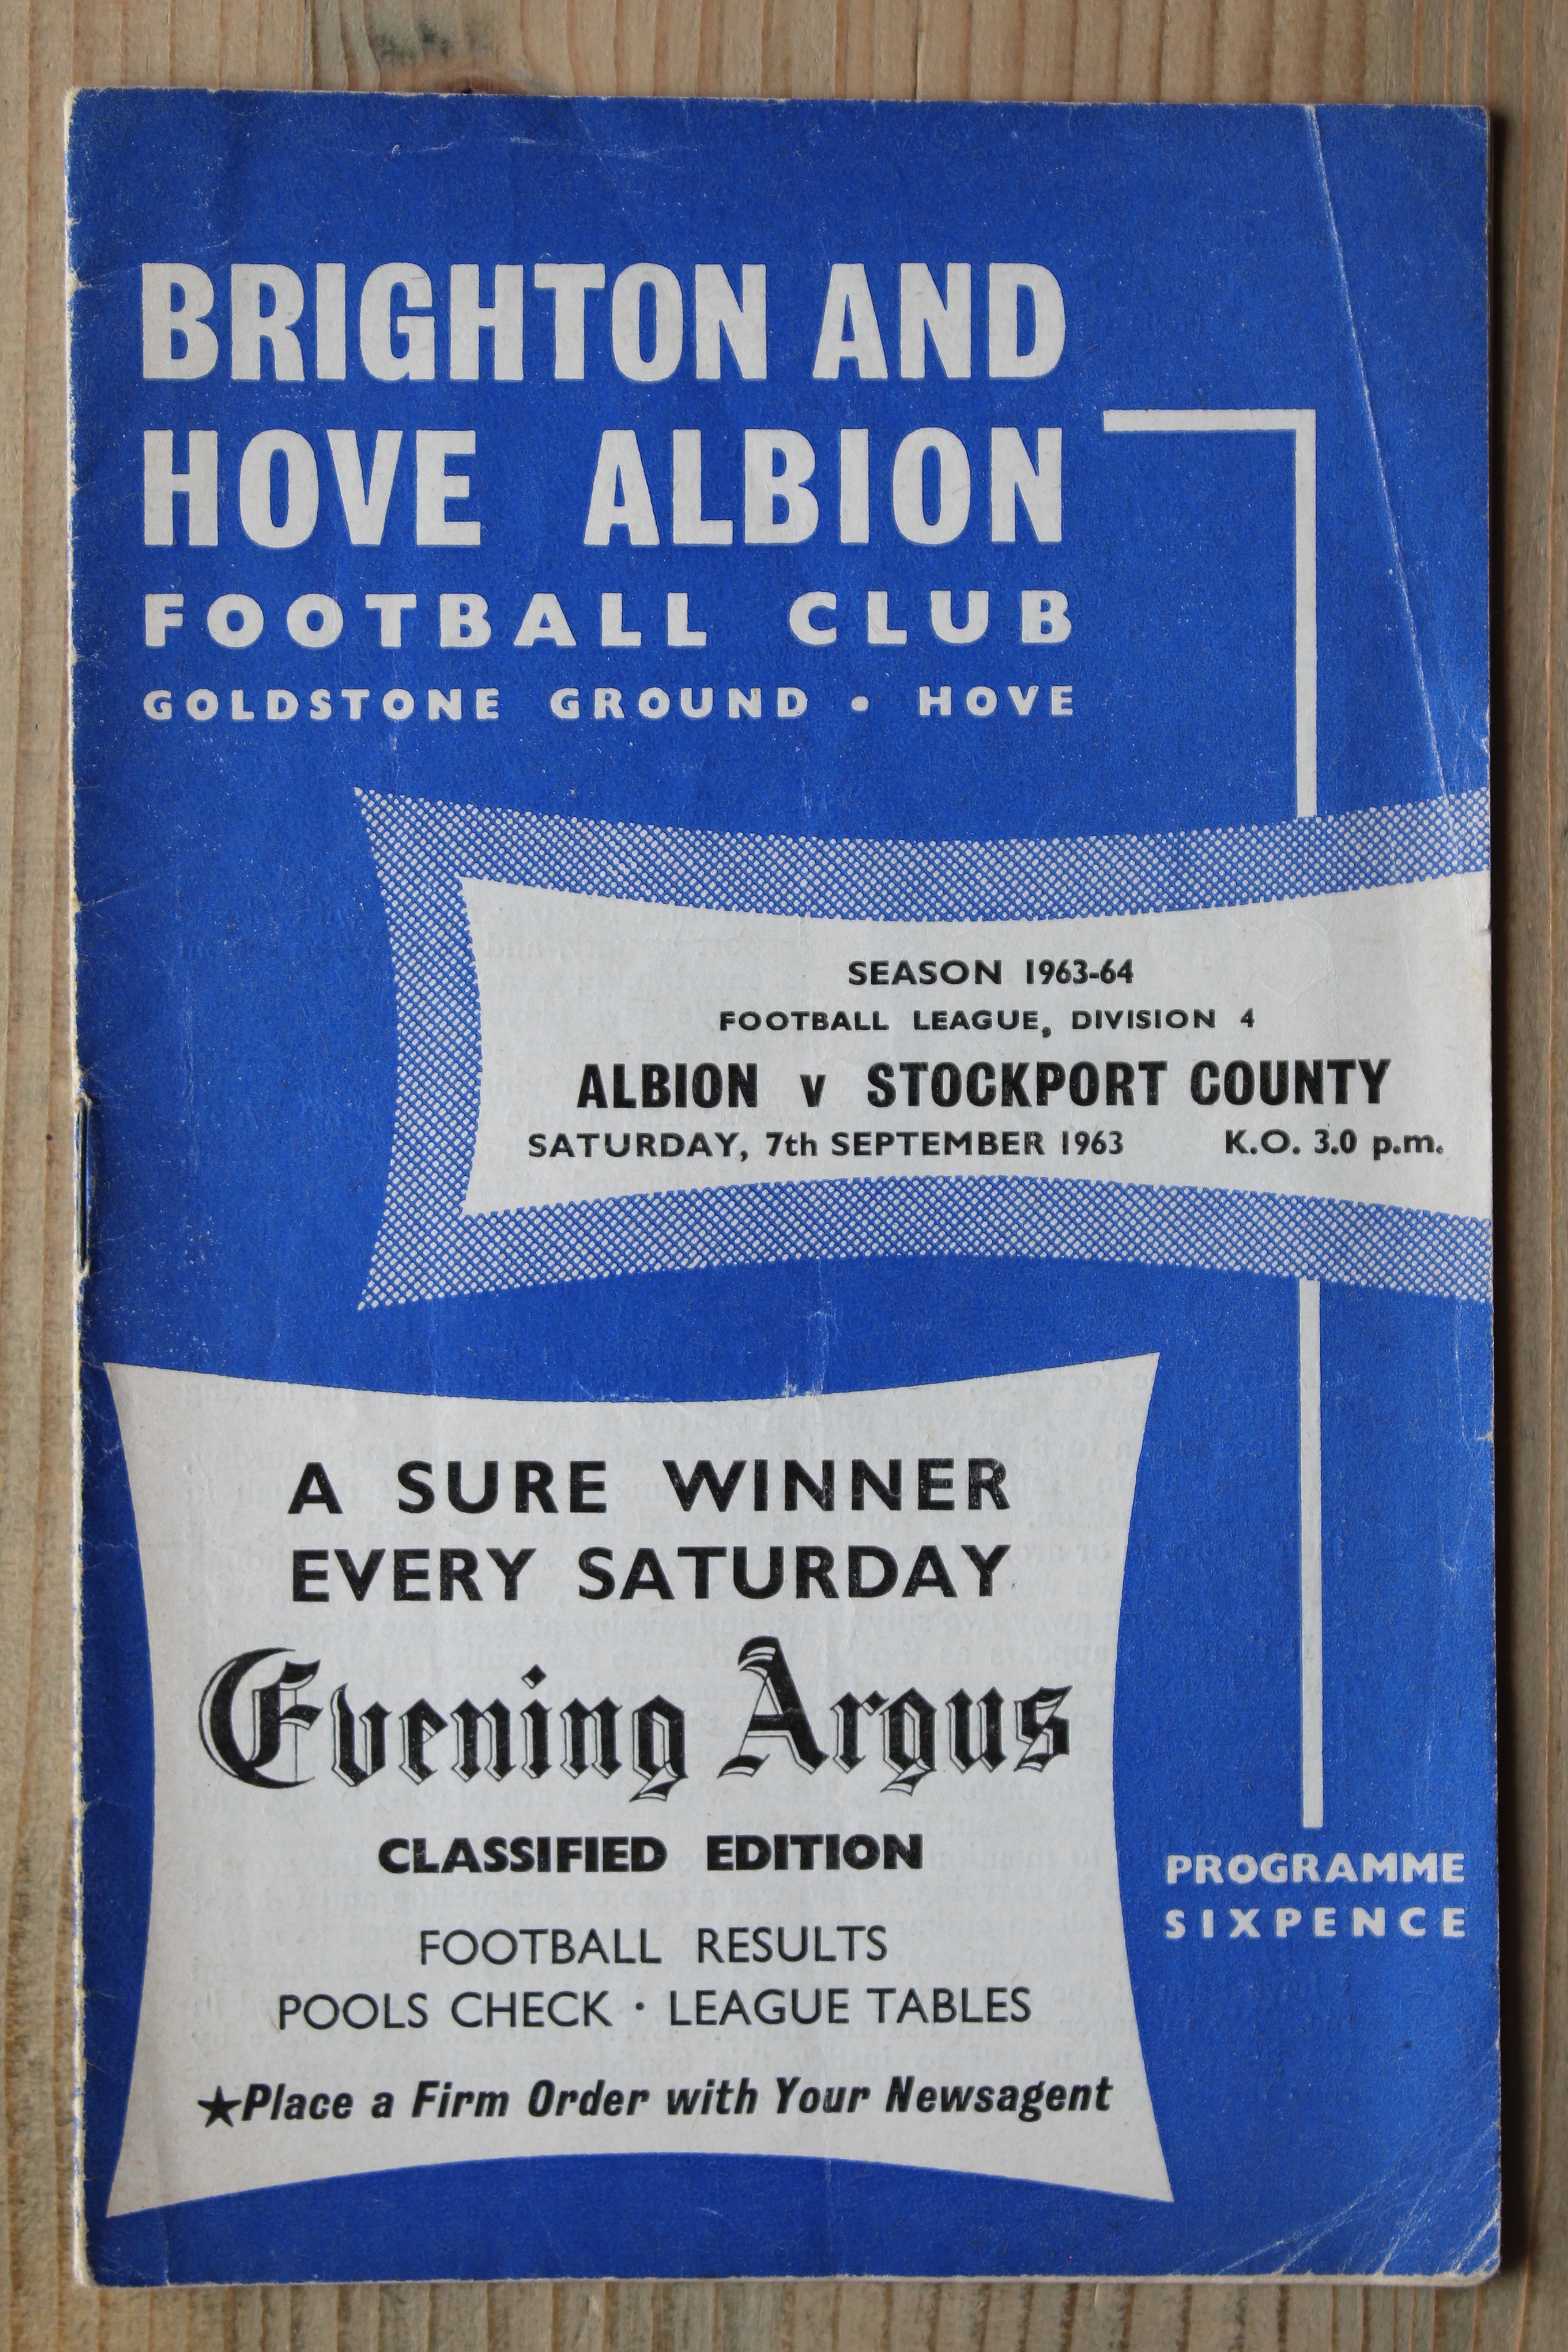 BRIGHTON AND
HOVE ALBION
FOOTBALL CLUB
GOLDSTONE GROUND • HOVE
SEASON 1963-64
FOOTBALL LEAGUE, DIVISION 4
ALBION v STOCKPORT COUNTY
SATURDAY, 7th SEPTEMBER 1963 K.O. 3.0 p.m.
A SURE WINNER
EVERY SATURDAY
Evening Argus
CLASSIFIED EDITION
FOOTBALL RESULTS
POOLS CHECK · LEAGUE TABLES
★Place a Firm Order with Your Newsagent
PROGRAMME
SIXPENCE